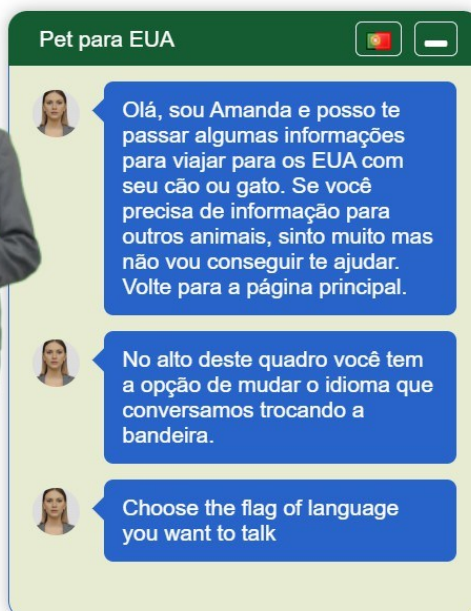 Pet para EUA
Olá, sou Amanda e posso te
passar algumas informações
para viajar para os EUA com
seu cão ou gato. Se você
precisa de informação para
outros animais, sinto muito mas
não vou conseguir te ajudar.
Volte para a página principal.
No alto deste quadro você tem
a opção de mudar o idioma que
conversamos trocando a
bandeira.
Choose the flag of language
you want to talk